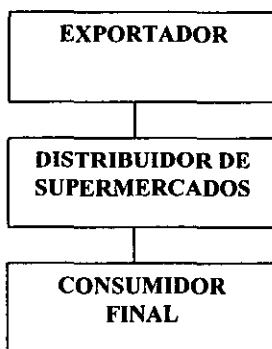 EXPORTADOR
DISTRIBUIDOR DE
SUPERMERCADOS
CONSUMIDOR
FINAL